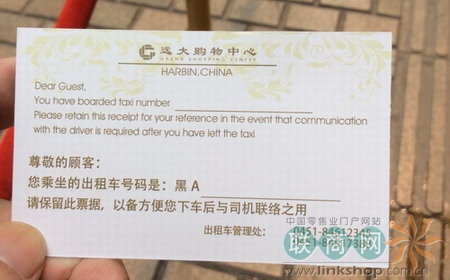 远大购物中心
GRAND SHOPPING CENTER
HARBIN,CHINA
Dear Guest,
You have boarded taxi number
Please retain this receipt for your reference in the event that communication
with the driver is required after you have left the taxi
尊敬的顾客：
您乘坐的出租车号码是：黑 A
请保留此票据，以备方便您下车后与司机联络之用
中国零售业门户网站
出租车管理处：
0451-84512345
联商网
www.linkshop.com.cn